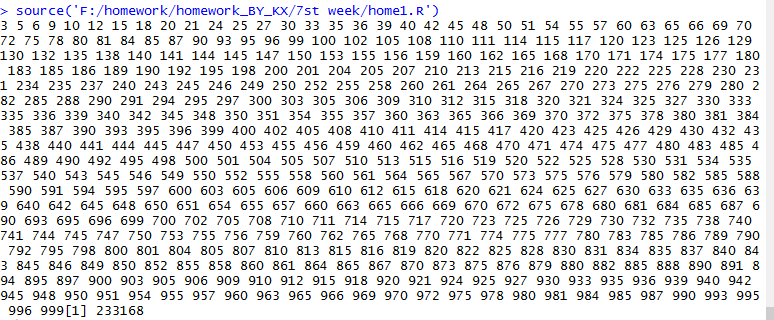 > source('F:/homework/homework_BY_KX/7st week/home1.R')
3 5 6 9 10 12 15 18 20 21 24 25 27 30 33 35 36 39 40 42 45 48 50 51 54 55 57 60 63 65 66 69 70
72 75 78 80 81 84 85 87 90 93 95 96 99 100 102 105 108 110 111 114 115 117 120 123 125 126 129
130 132 135 138 140 141 144 145 147 150 153 155 156 159 160 162 165 168 170 171 174 175 177 180
183 185 186 189 190 192 195 198 200 201 204 205 207 210 213 215 216 219 220 222 225 228 230 23
1 234 235 237 240 243 245 246 249 250 252 255 258 260 261 264 265 267 270 273 275 276 279 280 2
82 285 288 290 291 294 295 297 300 303 305 306 309 310 312 315 318 320 321 324 325 327 330 333
335 336 339 340 342 345 348 350 351 354 355 357 360 363 365 366 369 370 372 375 378 380 381 384
385 387 390 393 395 396 399 400 402 405 408 410 411 414 415 417 420 423 425 426 429 430 432 43
5 438 440 441 444 445 447 450 453 455 456 459 460 462 465 468 470 471 474 475 477 480 483 485 4
86 489 490 492 495 498 500 501 504 505 507 510 513 515 516 519 520 522 525 528 530 531 534 535
537 540 543 545 546 549 550 552 555 558 560 561 564 565 567 570 573 575 576 579 580 582 585 588
590 591 594 595 597 600 603 605 606 609 610 612 615 618 620 621 624 625 627 630 633 635 636 63
9 640 642 645 648 650 651 654 655 657 660 663 665 666 669 670 672 675 678 680 681 684 685 687 6
90 693 695 696 699 700 702 705 708 710 711 714 715 717 720 723 725 726 729 730 732 735 738 740
741 744 745 747 750 753 755 756 759 760 762 765 768 770 771 774 775 777 780 783 785 786 789 790
792 795 798 800 801 804 805 807 810 813 815 816 819 820 822 825 828 830 831 834 835 837 840 84
3 845 846 849 850 852 855 858 860 861 864 865 867 870 873 875 876 879 880 882 885 888 890 891 8
94 895 897 900 903 905 906 909 910 912 915 918 920 921 924 925 927 930 933 935 936 939 940 942
945 948 950 951 954 955 957 960 963 965 966 969 970 972 975 978 980 981 984 985 987 990 993 995
996 999[1] 233168